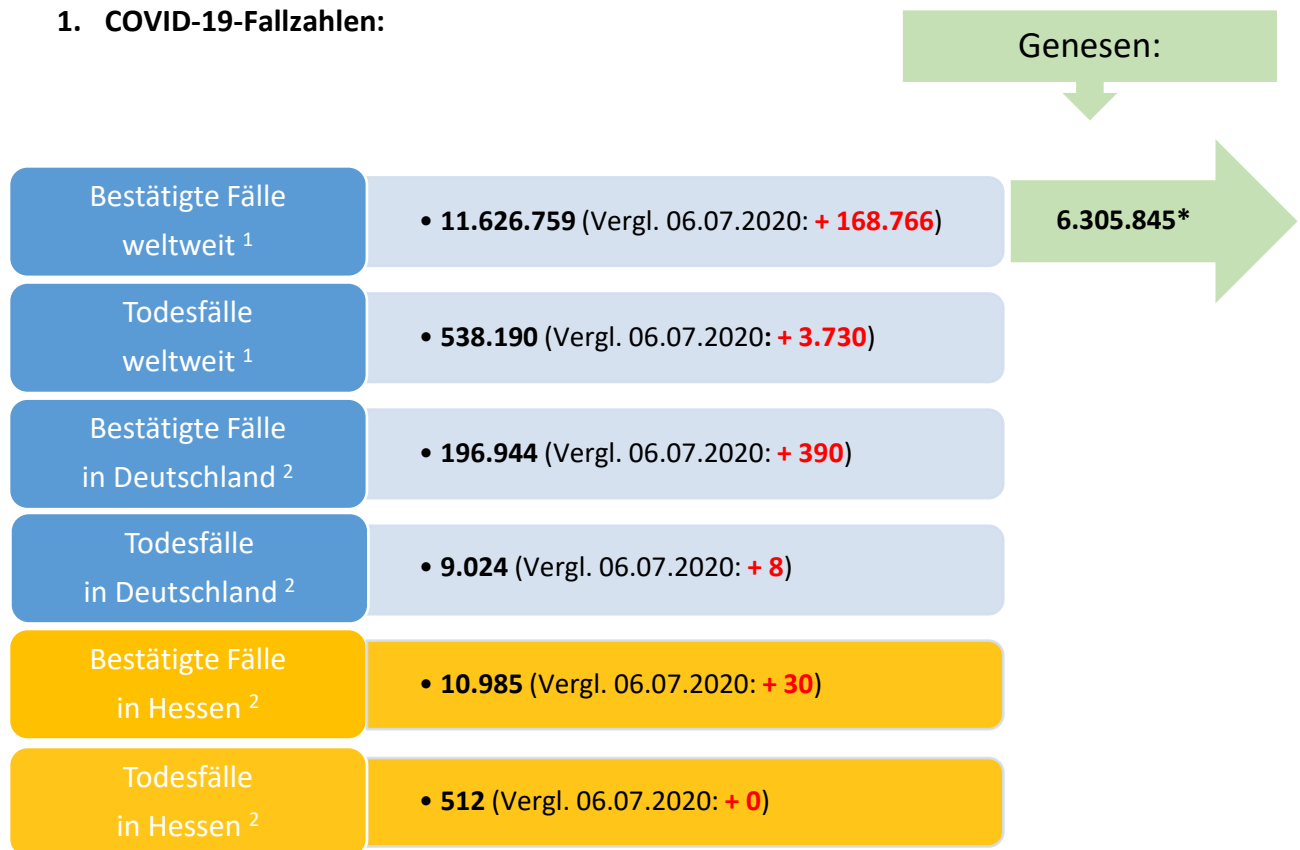 1. COVID-19-Fallzahlen:
Genesen:
Bestätigte Fälle
weltweit ¹
• 11.626.759 (Vergl. 06.07.2020: + 168.766)
6.305.845*
Todesfälle
weltweit ¹
• 538.190 (Vergl. 06.07.2020: + 3.730)
Bestätigte Fälle
in Deutschland ²
• 196.944 (Vergl. 06.07.2020: + 390)
Todesfälle
in Deutschland ²
• 9.024 (Vergl. 06.07.2020: + 8)
Bestätigte Fälle
in Hessen ²
• 10.985 (Vergl. 06.07.2020: + 30)
Todesfälle
in Hessen ²
• 512 (Vergl. 06.07.2020: + 0)